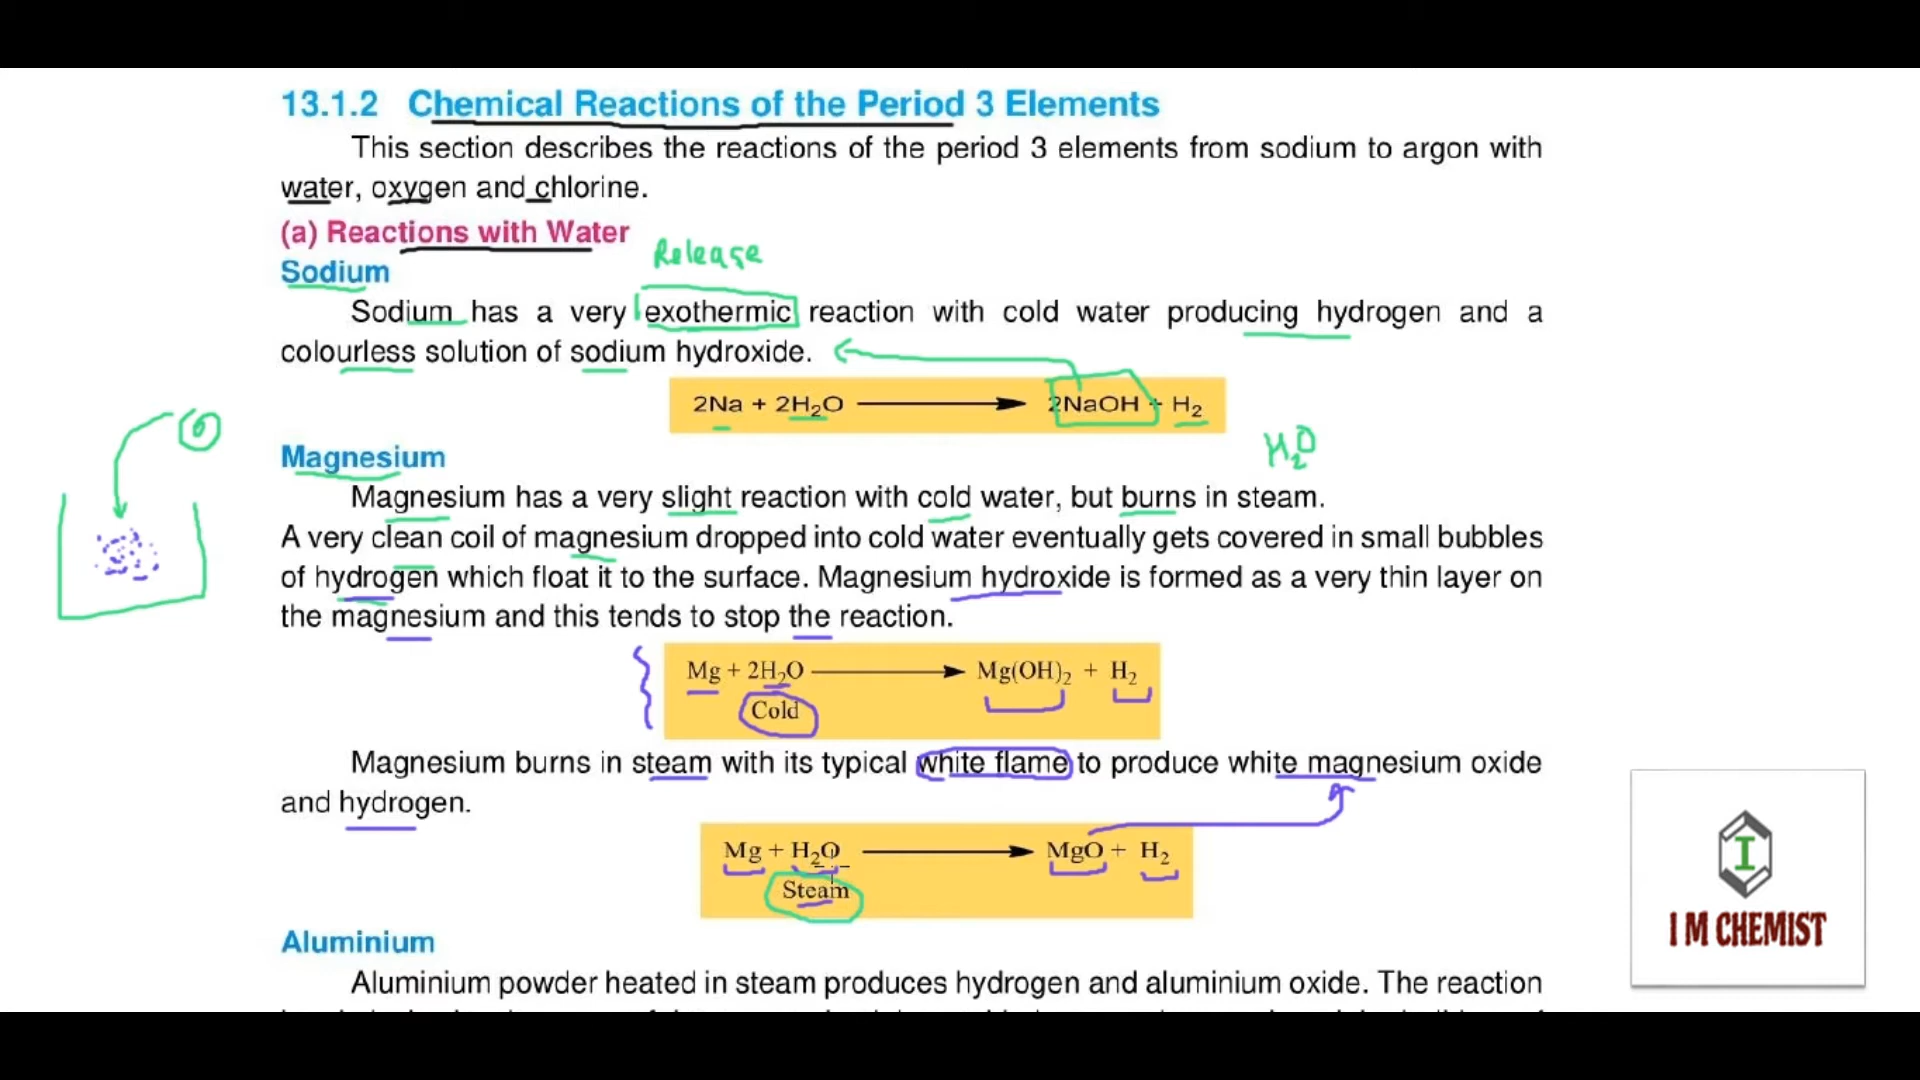 13.1.2 Chemical Reactions of the Period 3 Elements
This section describes the reactions of the period 3 elements from sodium to argon with
water, oxygen and chlorine.
(a) Reactions with Water
Release
Sodium
Sodium has a very exothermic reaction with cold water producing hydrogen and a
colourless solution of sodium hydroxide.
2Na + 2H₂O ⟶ 2NaOH + H₂
H₂O
Magnesium
Magnesium has a very slight reaction with cold water, but burns in steam.
A very clean coil of magnesium dropped into cold water eventually gets covered in small bubbles
of hydrogen which float it to the surface. Magnesium hydroxide is formed as a very thin layer on
the magnesium and this tends to stop the reaction.
Mg + 2H₂O ⟶ Mg(OH)₂ + H₂
Cold
Magnesium burns in steam with its typical white flame to produce white magnesium oxide
and hydrogen.
Mg + H₂O ⟶ MgO + H₂
Steam
Aluminium
Aluminium powder heated in steam produces hydrogen and aluminium oxide. The reaction
I
I M CHEMIST